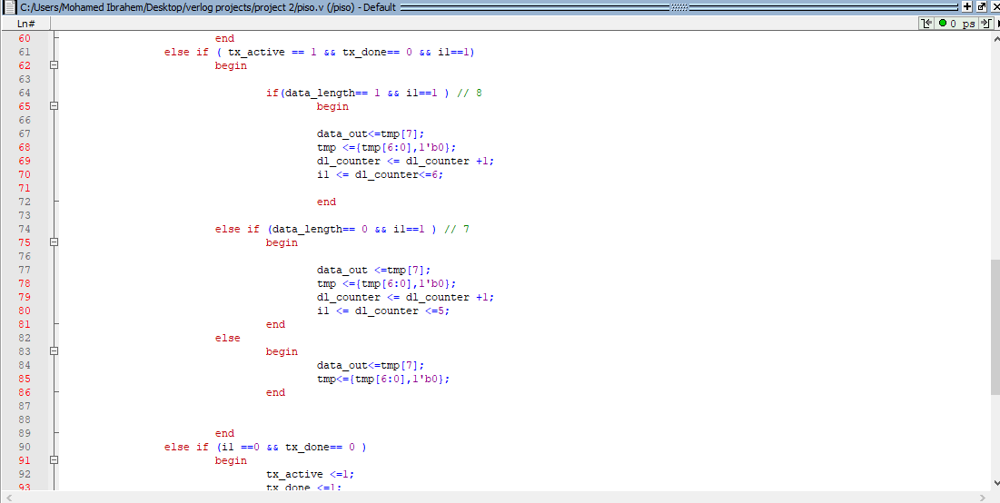 C:/Users/Mohamed Ibrahem/Desktop/verlog projects/project 2/piso.v (/piso) - Default
Ln# 0 ps
60 end
61 else if ( tx_active == 1 && tx_done== 0 && il==1)
62 begin
63
64 if(data_length== 1 && il==1 ) // 8
65 begin
66
67 data_out<=tmp[7];
68 tmp <={tmp[6:0],1'b0};
69 dl_counter <= dl_counter +1;
70 il <= dl_counter<=6;
71
72 end
73
74 else if (data_length== 0 && il==1 ) // 7
75 begin
76
77 data_out <=tmp[7];
78 tmp <={tmp[6:0],1'b0};
79 dl_counter <= dl_counter +1;
80 il <= dl_counter <=5;
81 end
82 else
83 begin
84 data_out<=tmp[7];
85 tmp<={tmp[6:0],1'b0};
86 end
87
88
89 end
90 else if (il ==0 && tx_done== 0 )
91 begin
92 tx_active <=1;
93 tx_done <=1;